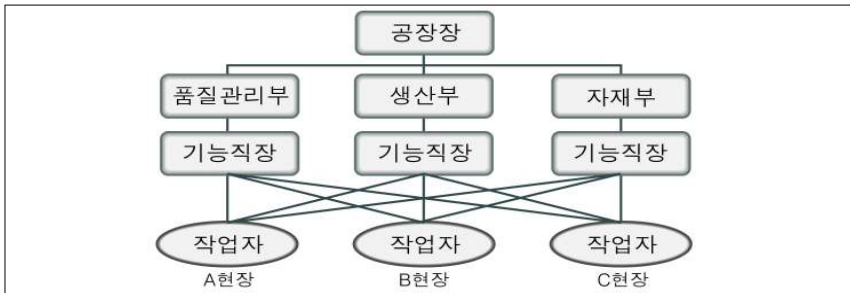 공장장
품질관리부 생산부 자재부
기능직장 기능직장 기능직장
작업자 작업자 작업자
A현장 B현장 C현장